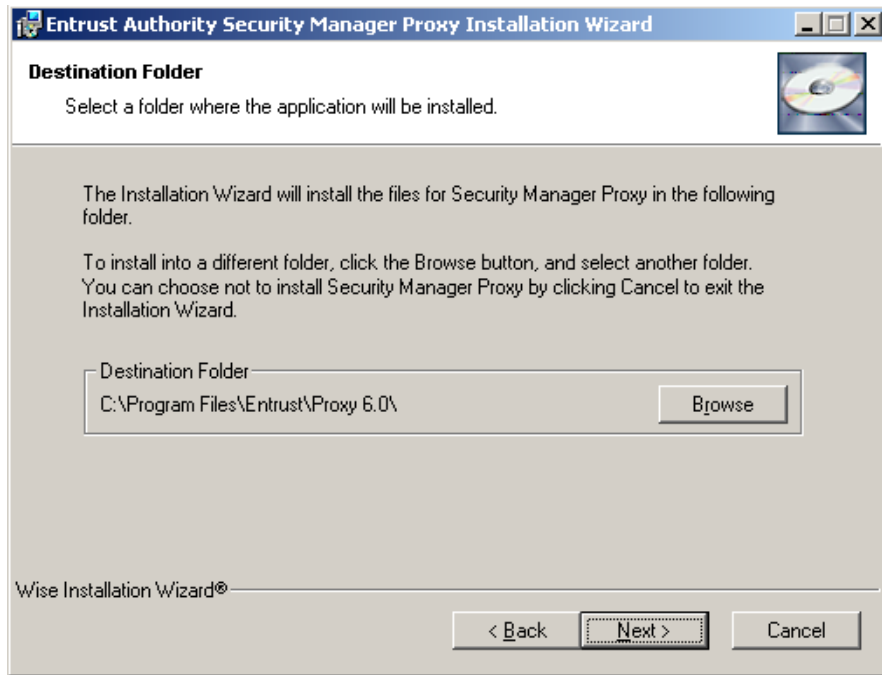 Entrust Authority Security Manager Proxy Installation Wizard
Destination Folder
Select a folder where the application will be installed.
The Installation Wizard will install the files for Security Manager Proxy in the following
folder.
To install into a different folder, click the Browse button, and select another folder.
You can choose not to install Security Manager Proxy by clicking Cancel to exit the
Installation Wizard.
Destination Folder
C:\Program Files\Entrust\Proxy 6.0\
Browse
Wise Installation Wizard®
< Back
Next >
Cancel